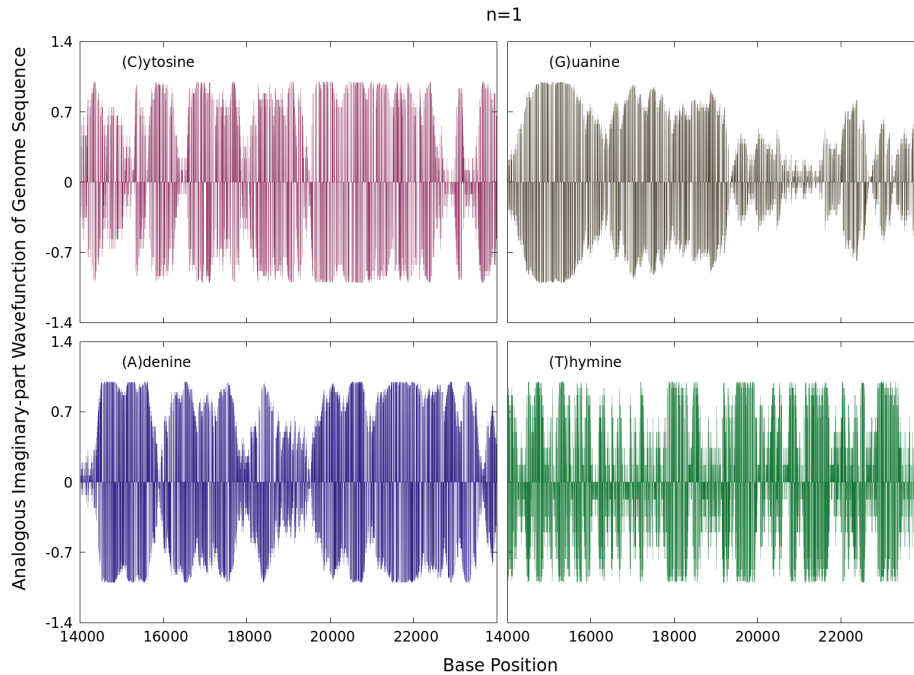 n=1
Analogous Imaginary-part Wavefunction of Genome Sequence
1.4
0.7
0
-0.7
-1.4
(C)ytosine
(G)uanine
1.4
0.7
0
-0.7
-1.4
(A)denine
(T)hymine
14000
16000
18000
20000
22000
14000
16000
18000
20000
22000
Base Position